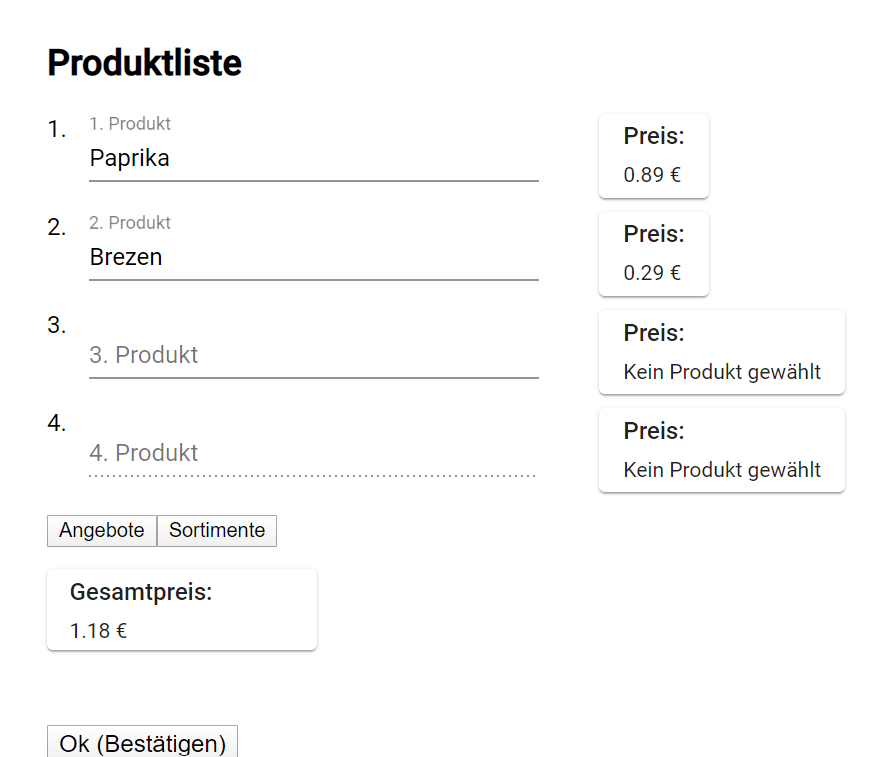 Produktliste
1.
1. Produkt
Paprika
Preis:
0.89 €
2.
2. Produkt
Brezen
Preis:
0.29 €
3.
3. Produkt
Preis:
Kein Produkt gewählt
4.
4. Produkt
Preis:
Kein Produkt gewählt
Angebote Sortimente
Gesamtpreis:
1.18 €
Ok (Bestätigen)